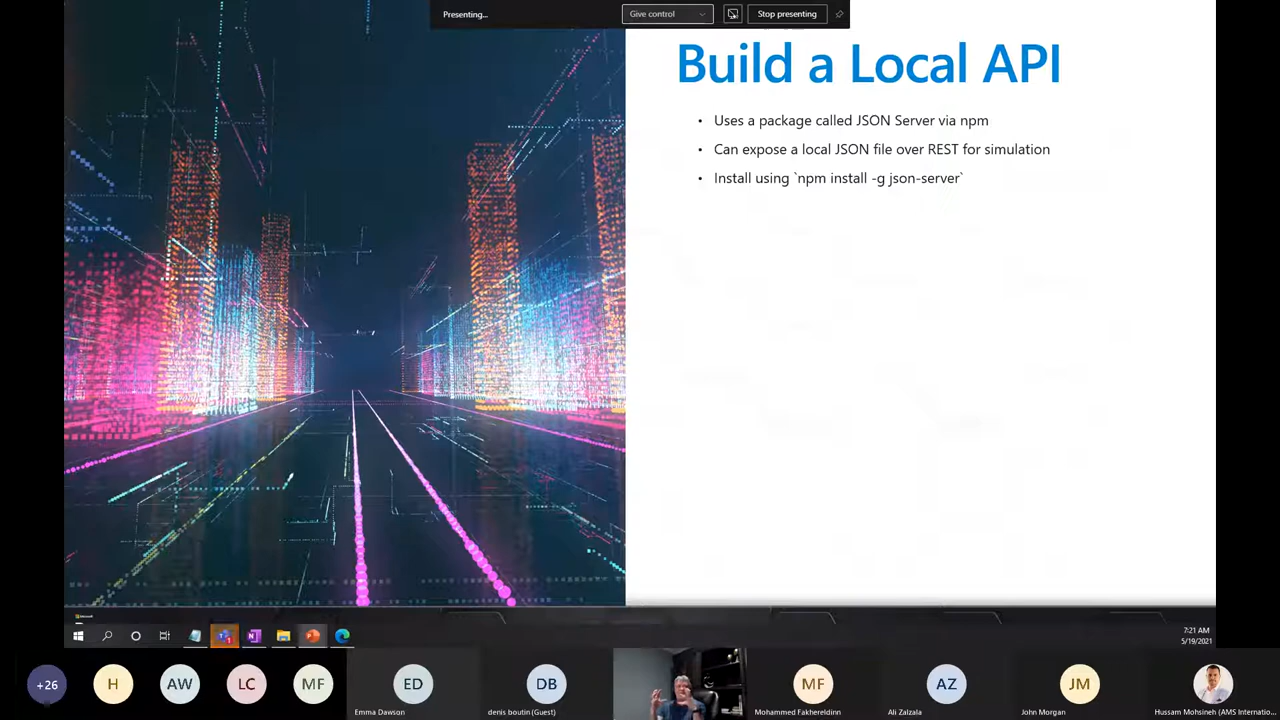 Presenting...
Give control
Stop presenting
Build a Local API
• Uses a package called JSON Server via npm
• Can expose a local JSON file over REST for simulation
• Install using `npm install -g json-server`
Microsoft
7:21 AM
5/19/2021
+26
H
AW
LC
MF
ED
DB
MF
AZ
JM
Emma Dawson
denis boutin (Guest)
Mohammed Fakhereldinn
Ali Zalzala
John Morgan
Hussam Mohsineh (AMS Internatio...